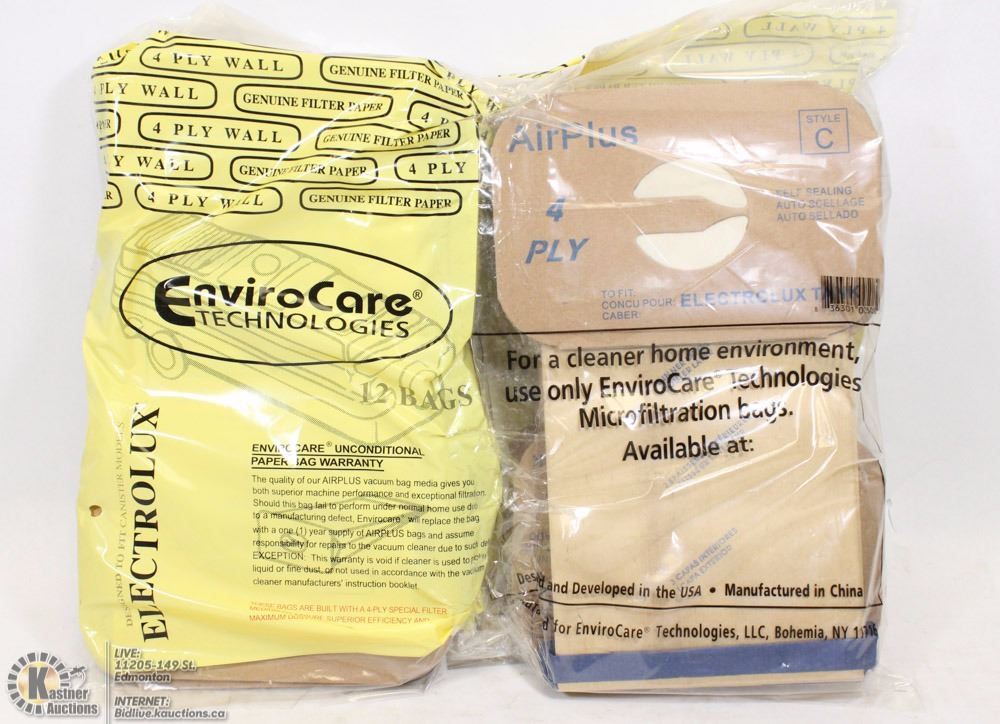 4 PLY WALL
GENUINE FILTER PAPER
PLY WALL
GENUINE FILTER PAPER
4 P
4 PLY WALL
GENUINE FILTER PAPER
Y WALL
GENUINE FILTER PAPER
4 PLY
R
4 PLY WALL
GENUINE FILTER PAPER
EnviroCare®
TECHNOLOGIES
12 BAGS
ENVIROCARE® UNCONDITIONAL
PAPER BAG WARRANTY
The quality of our AIRPLUS vacuum bag media gives you
both superior machine performance and exceptional filtration.
Should this bag fail to perform under normal home use due
to a manufacturing defect, Envirocare® will replace the bag
with a one (1) year supply of AIRPLUS bags and assume
responsibility for repairs to the vacuum cleaner due to such de
EXCEPTION: This warranty is void if cleaner is used to
liquid or fine dust, or not used in accordance with the vacuum
cleaner manufacturers' instruction booklet.
THESE BAGS ARE BUILT WITH A 4-PLY SPECIAL FILTER
MAXIMUM SUPERIOR EFFICIENCY AND
DESIGNED TO FIT CANISTER MODELS
ELECTROLUX
4 PLY WALL
AirPlus
STYLE
C
4
PLY
SELF SEALING
AUTO SCELLAGE
AUTO SELLADO
TO FIT:
CONCU POUR: ELECTROLUX TANK
CABER:
For a cleaner home environment,
use only EnviroCare® Technologies
Microfiltration bags.
Available at:
3 CAPAS INTERIORES
and Developed in the USA • Manufactured in China
d for EnviroCare® Technologies, LLC, Bohemia, NY
LIVE:
11205-149 St.
Edmonton
INTERNET:
Bidlive.kauctions.ca
K
Kastner
Auctions